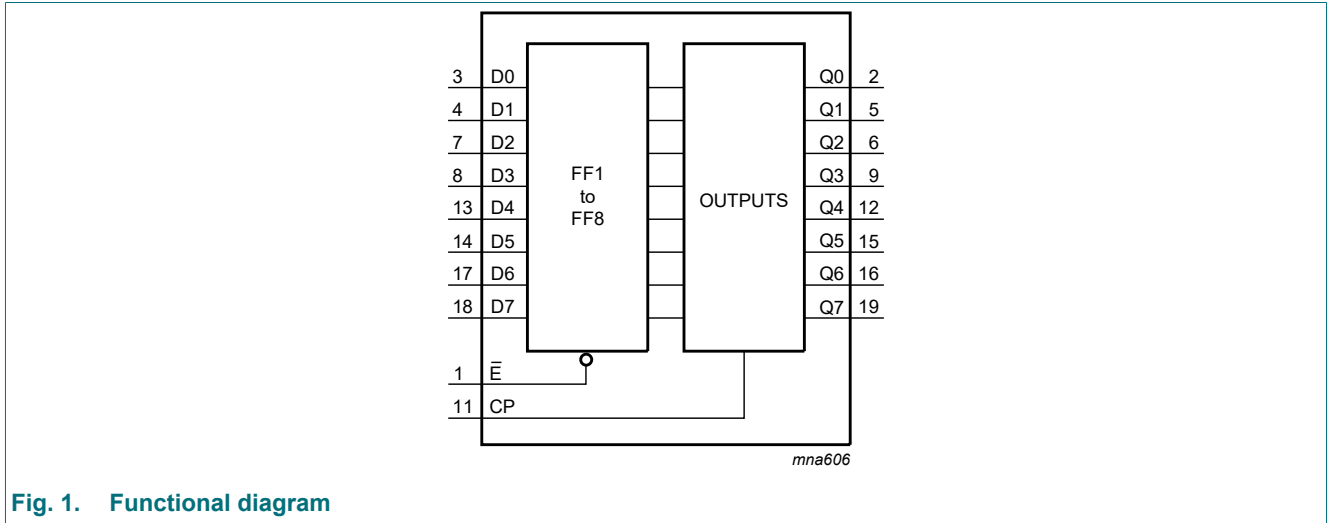 3 D0 Q0 2
4 D1 Q1 5
7 D2 Q2 6
8 D3 FF1 Q3 9
to OUTPUTS
13 D4 FF8 Q4 12
14 D5 Q5 15
17 D6 Q6 16
18 D7 Q7 19
1 E̅
11 CP
mna606
Fig. 1. Functional diagram